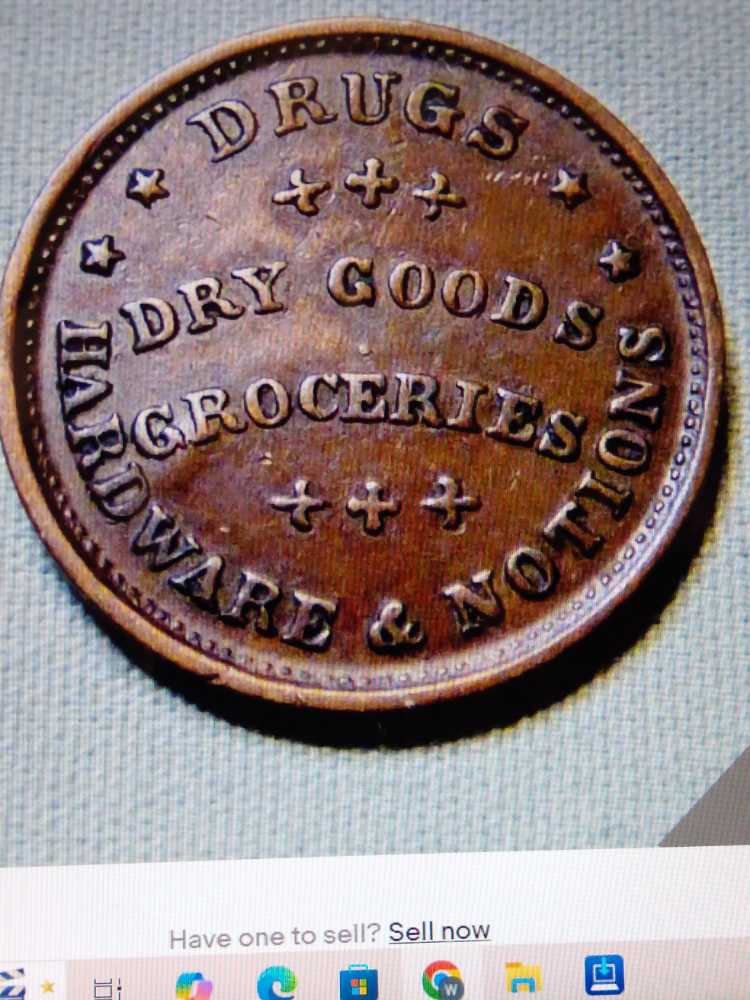 DRUGS
DRY GOODS
GROCERIES
HARDWARE & NOTIONS
Have one to sell? Sell now
W